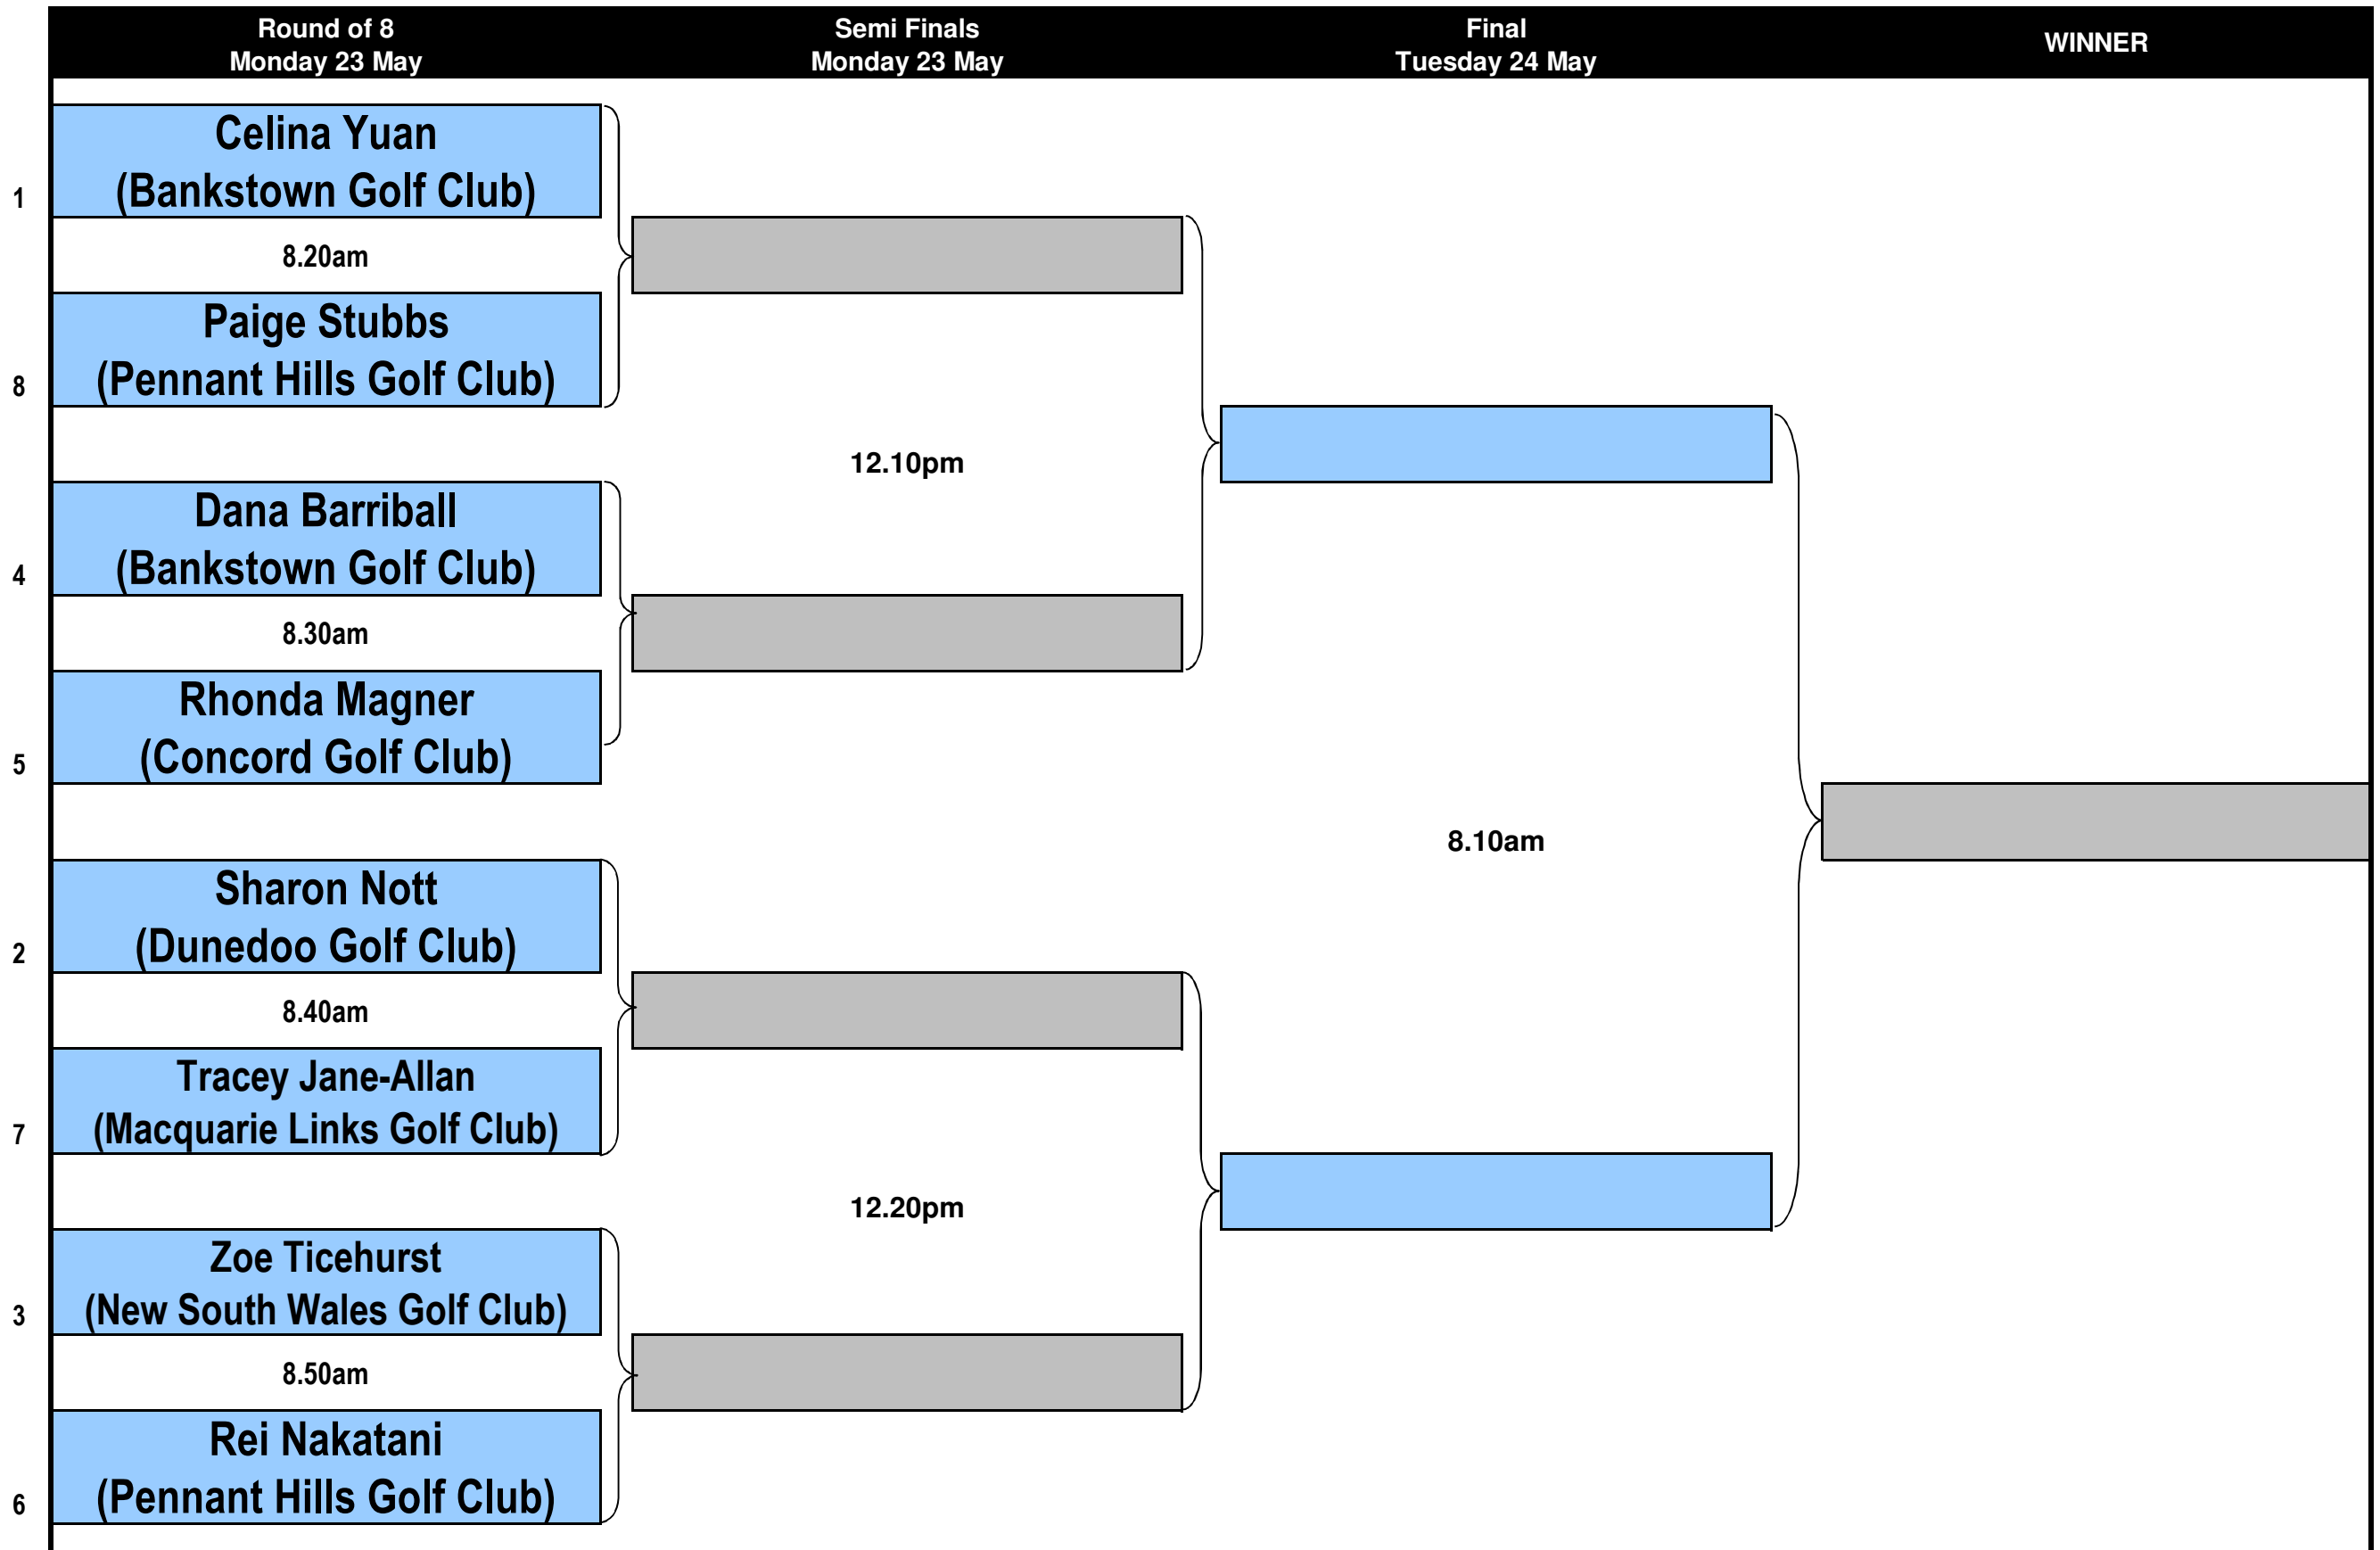 Round of 8
Monday 23 May
Semi Finals
Monday 23 May
Final
Tuesday 24 May
WINNER
Celina Yuan
(Bankstown Golf Club)
1
8.20am
Paige Stubbs
(Pennant Hills Golf Club)
8
12.10pm
Dana Barriball
(Bankstown Golf Club)
4
8.30am
Rhonda Magner
(Concord Golf Club)
5
8.10am
Sharon Nott
(Dunedoo Golf Club)
2
8.40am
Tracey Jane-Allan
(Macquarie Links Golf Club)
7
12.20pm
Zoe Ticehurst
(New South Wales Golf Club)
3
8.50am
Rei Nakatani
(Pennant Hills Golf Club)
6